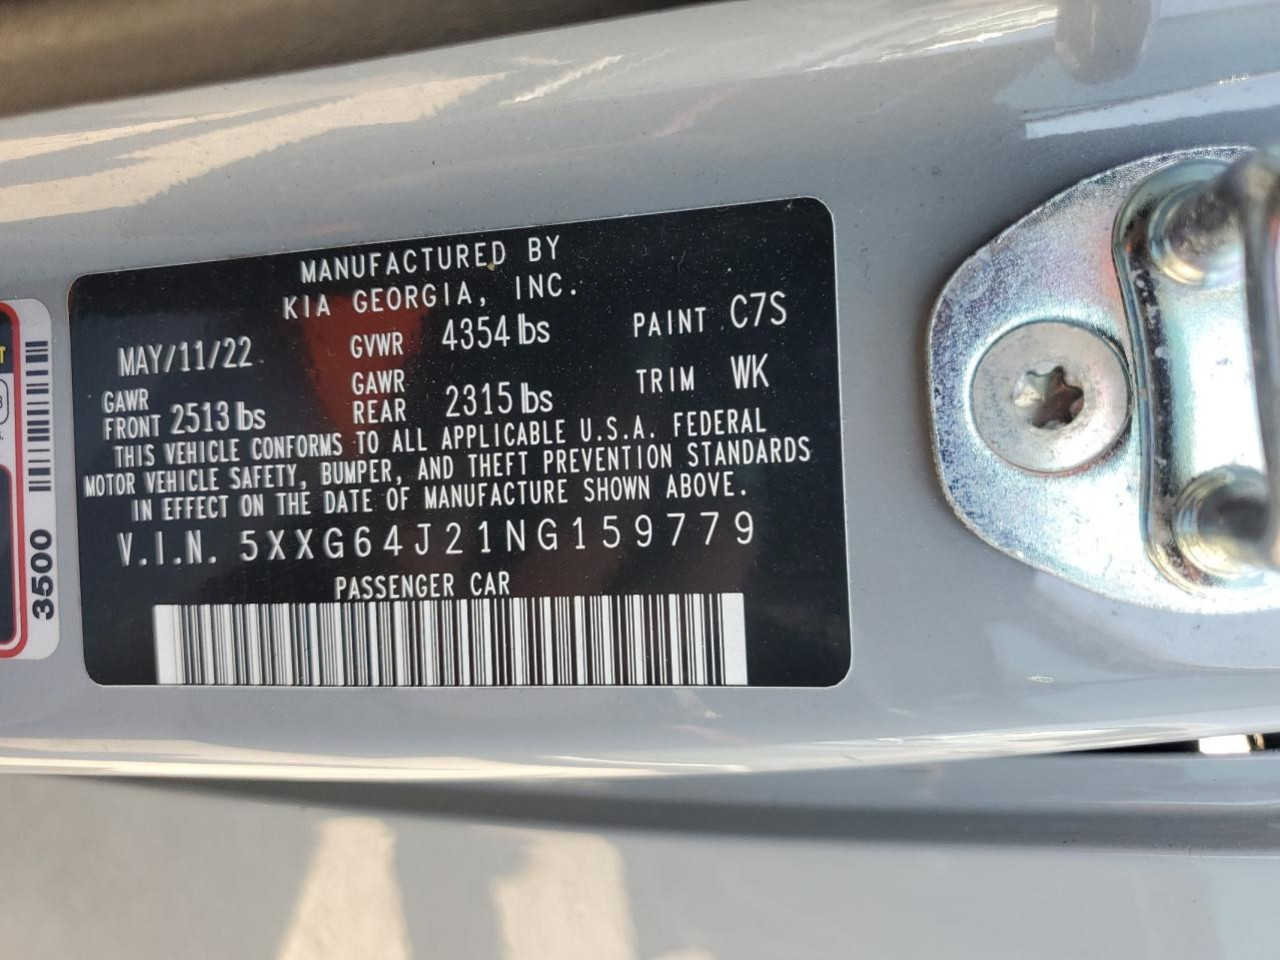 MANUFACTURED BY
KIA GEORGIA, INC.
MAY/11/22 GVWR 4354 lbs PAINT C7S
GAWR FRONT 2513 lbs GAWR REAR 2315 lbs TRIM WK
THIS VEHICLE CONFORMS TO ALL APPLICABLE U.S.A. FEDERAL
MOTOR VEHICLE SAFETY, BUMPER, AND THEFT PREVENTION STANDARDS
IN EFFECT ON THE DATE OF MANUFACTURE SHOWN ABOVE.
V.I.N. 5XXG64J21NG159779
PASSENGER CAR
3500